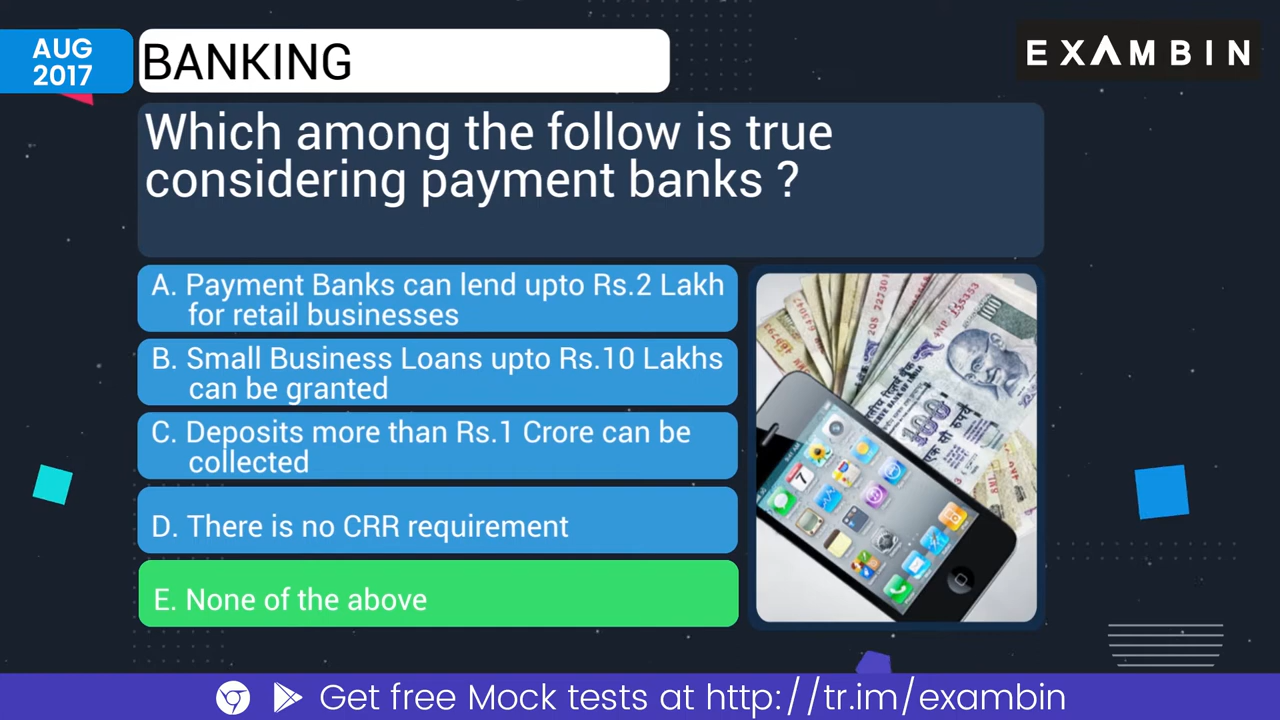 AUG
2017
BANKING
EXAMBIN
Which among the follow is true
considering payment banks ?
A. Payment Banks can lend upto Rs.2 Lakh
for retail businesses
B. Small Business Loans upto Rs.10 Lakhs
can be granted
C. Deposits more than Rs.1 Crore can be
collected
D. There is no CRR requirement
E. None of the above
100
7
Get free Mock tests at http://tr.im/exambin